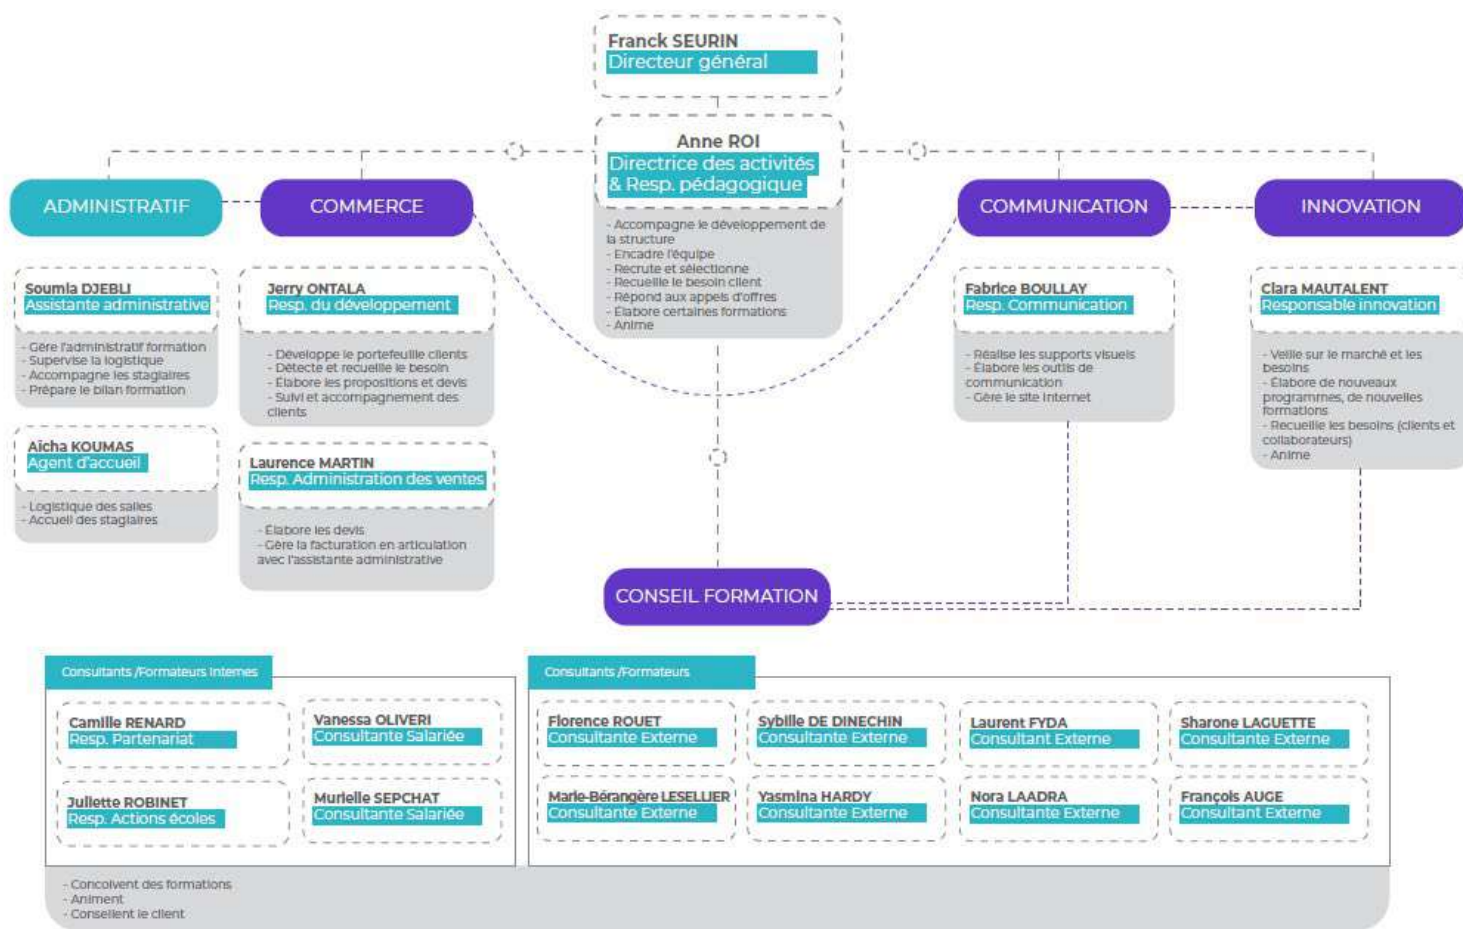 Franck SEURIN
Directeur général
Anne ROI
Directrice des activités
& Resp. pédagogique
- Accompagne le développement de
la structure
- Encadre l'équipe
- Recrute et sélectionne
- Recueille le besoin client
- Répond aux appels d'offres
- Élabore certaines formations
- Anime
ADMINISTRATIF
Soumia DJEBLI
Assistante administrative
- Gère l'administratif formation
- Supervise la logistique
- Accompagne les stagiaires
- Prépare le bilan formation
Aïcha KOUMAS
Agent d'accueil
- Logistique des salles
- Accueil des stagiaires
COMMERCE
Jerry ONTALA
Resp. du développement
- Développe le portefeuille clients
- Détecte et recueille le besoin
- Élabore les propositions et devis
- Suivi et accompagnement des
clients
Laurence MARTIN
Resp. Administration des ventes
- Élabore les devis
- Gère la facturation en articulation
avec l'assistante administrative
COMMUNICATION
Fabrice BOULLAY
Resp. Communication
- Réalise les supports visuels
- Élabore les outils de
communication
- Gère le site Internet
INNOVATION
Clara MAUTALENT
Responsable innovation
- Veille sur le marché et les
besoins
- Élabore de nouveaux
programmes, de nouvelles
formations
- Recueille les besoins (clients et
collaborateurs)
- Anime
CONSEIL FORMATION
Consultants /Formateurs Internes
Camille RENARD
Resp. Partenariat
Vanessa OLIVERI
Consultante Salariée
Juliette ROBINET
Resp. Actions écoles
Murielle SEPCHAT
Consultante Salariée
Consultants /Formateurs
Florence ROUET
Consultante Externe
Sybille DE DINECHIN
Consultante Externe
Laurent FYDA
Consultant Externe
Sharone LAGUETTE
Consultante Externe
Marie-Bérangère LESELLIER
Consultante Externe
Yasmina HARDY
Consultante Externe
Nora LAADRA
Consultante Externe
François AUGE
Consultant Externe
- Concoivent des formations
- Animent
- Conseillent le client